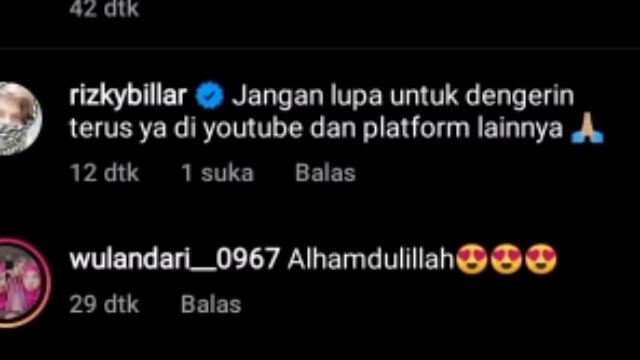 42 dtk
rizkybillar Jangan lupa untuk dengerin
terus ya di youtube dan platform lainnya 🙏🏼
12 dtk 1 suka Balas
wulandari__0967 Alhamdulillah😍😍😍
29 dtk Balas